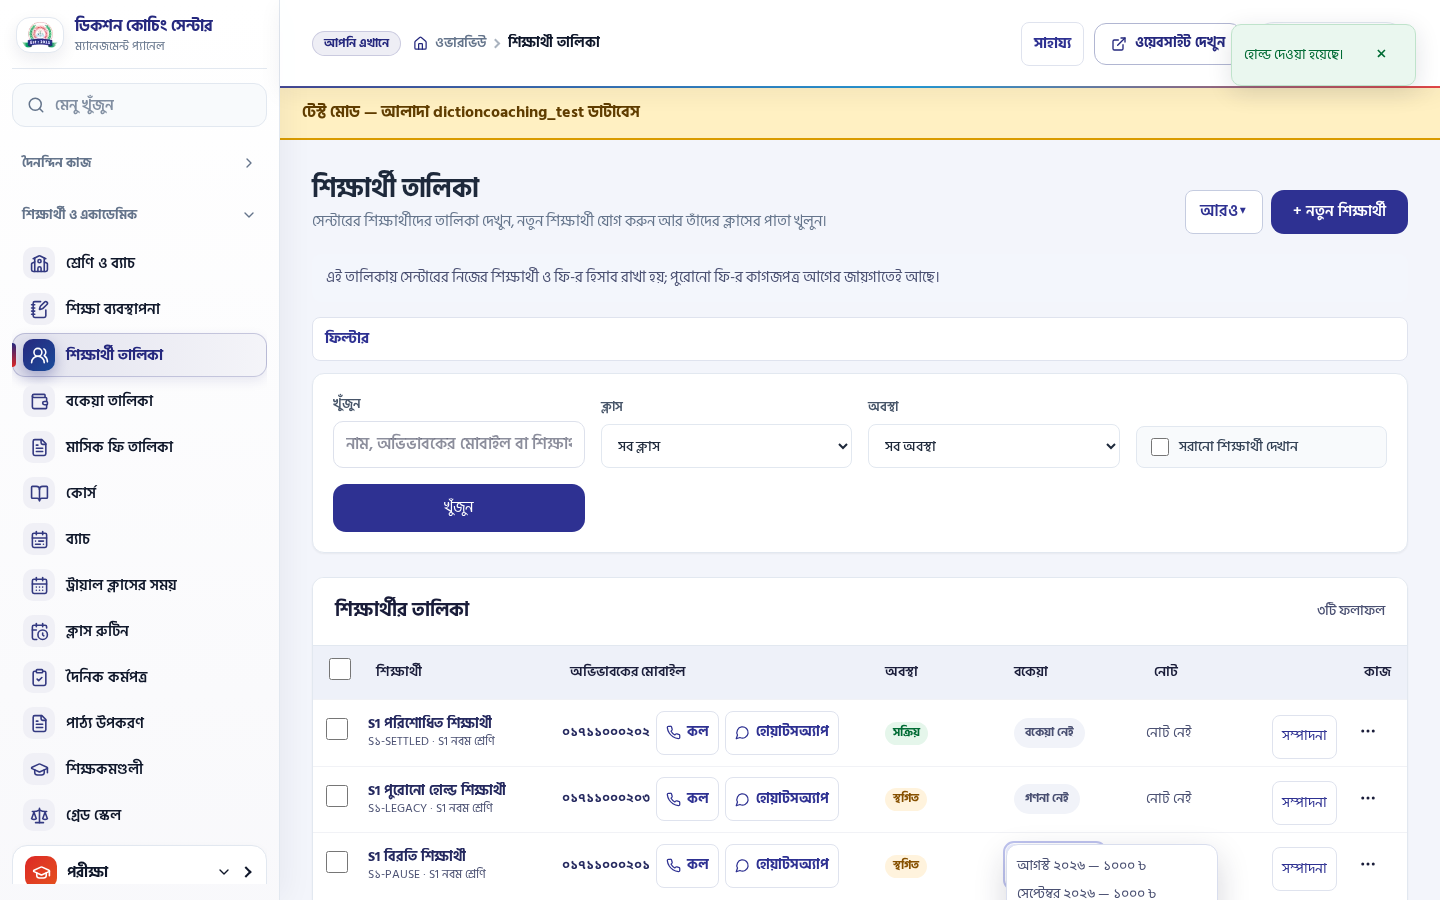 ডিকশন কোচিং সেন্টার
ম্যানেজমেন্ট প্যানেল
মেনু খুঁজুন
দৈনন্দিন কাজ
শিক্ষার্থী ও একাডেমিক
শ্রেণি ও ব্যাচ
শিক্ষা ব্যবস্থাপনা
শিক্ষার্থী তালিকা
বকেয়া তালিকা
মাসিক ফি তালিকা
কোর্স
ব্যাচ
ট্রায়াল ক্লাসের সময়
ক্লাস রুটিন
দৈনিক কর্মপত্র
পাঠ্য উপকরণ
শিক্ষকমণ্ডলী
গ্রেড স্কেল
পরীক্ষা
আপনি এখানে ওভারভিউ > শিক্ষার্থী তালিকা
সাহায্য ওয়েবসাইট দেখুন
হোল্ড দেওয়া হয়েছে। ×
টেস্ট মোড — আলাদা dictioncoaching_test ডাটাবেস
শিক্ষার্থী তালিকা
সেন্টারের শিক্ষার্থীদের তালিকা দেখুন, নতুন শিক্ষার্থী যোগ করুন আর তাঁদের ক্লাসের পাতা খুলুন।
আরও ▾ + নতুন শিক্ষার্থী
এই তালিকায় সেন্টারের নিজের শিক্ষার্থী ও ফি-র হিসাব রাখা হয়; পুরোনো ফি-র কাগজপত্র আগের জায়গাতেই আছে।
ফিল্টার
খুঁজুন ক্লাস অবস্থা
নাম, অভিভাবকের মোবাইল বা সব ক্লাস সব অবস্থা সরানো শিক্ষার্থী দেখান
খুঁজুন
শিক্ষার্থীর তালিকা ৩টি ফলাফল
শিক্ষার্থী অভিভাবকের মোবাইল অবস্থা বকেয়া নোট কাজ
S1 পরিশোধিত শিক্ষার্থী
S১-SETTLED · S1 নবম শ্রেণি
০১৭১১০০০২০২ কল হোয়াটসঅ্যাপ সক্রিয় বকেয়া নেই নোট নেই সম্পাদনা ...
S1 পুরোনো হোল্ড শিক্ষার্থী
S১-LEGACY · S1 নবম শ্রেণি
০১৭১১০০০২০৩ কল হোয়াটসঅ্যাপ স্থগিত গণনা নেই নোট নেই সম্পাদনা ...
S1 বিরতি শিক্ষার্থী
S১-PAUSE · S1 নবম শ্রেণি
০১৭১১০০০২০১ কল হোয়াটসঅ্যাপ স্থগিত সম্পাদনা ...
আগস্ট ২০২৬ — ১০০০ ৳
সেপ্টেম্বর ২০২৬ — ১০০০ ৳